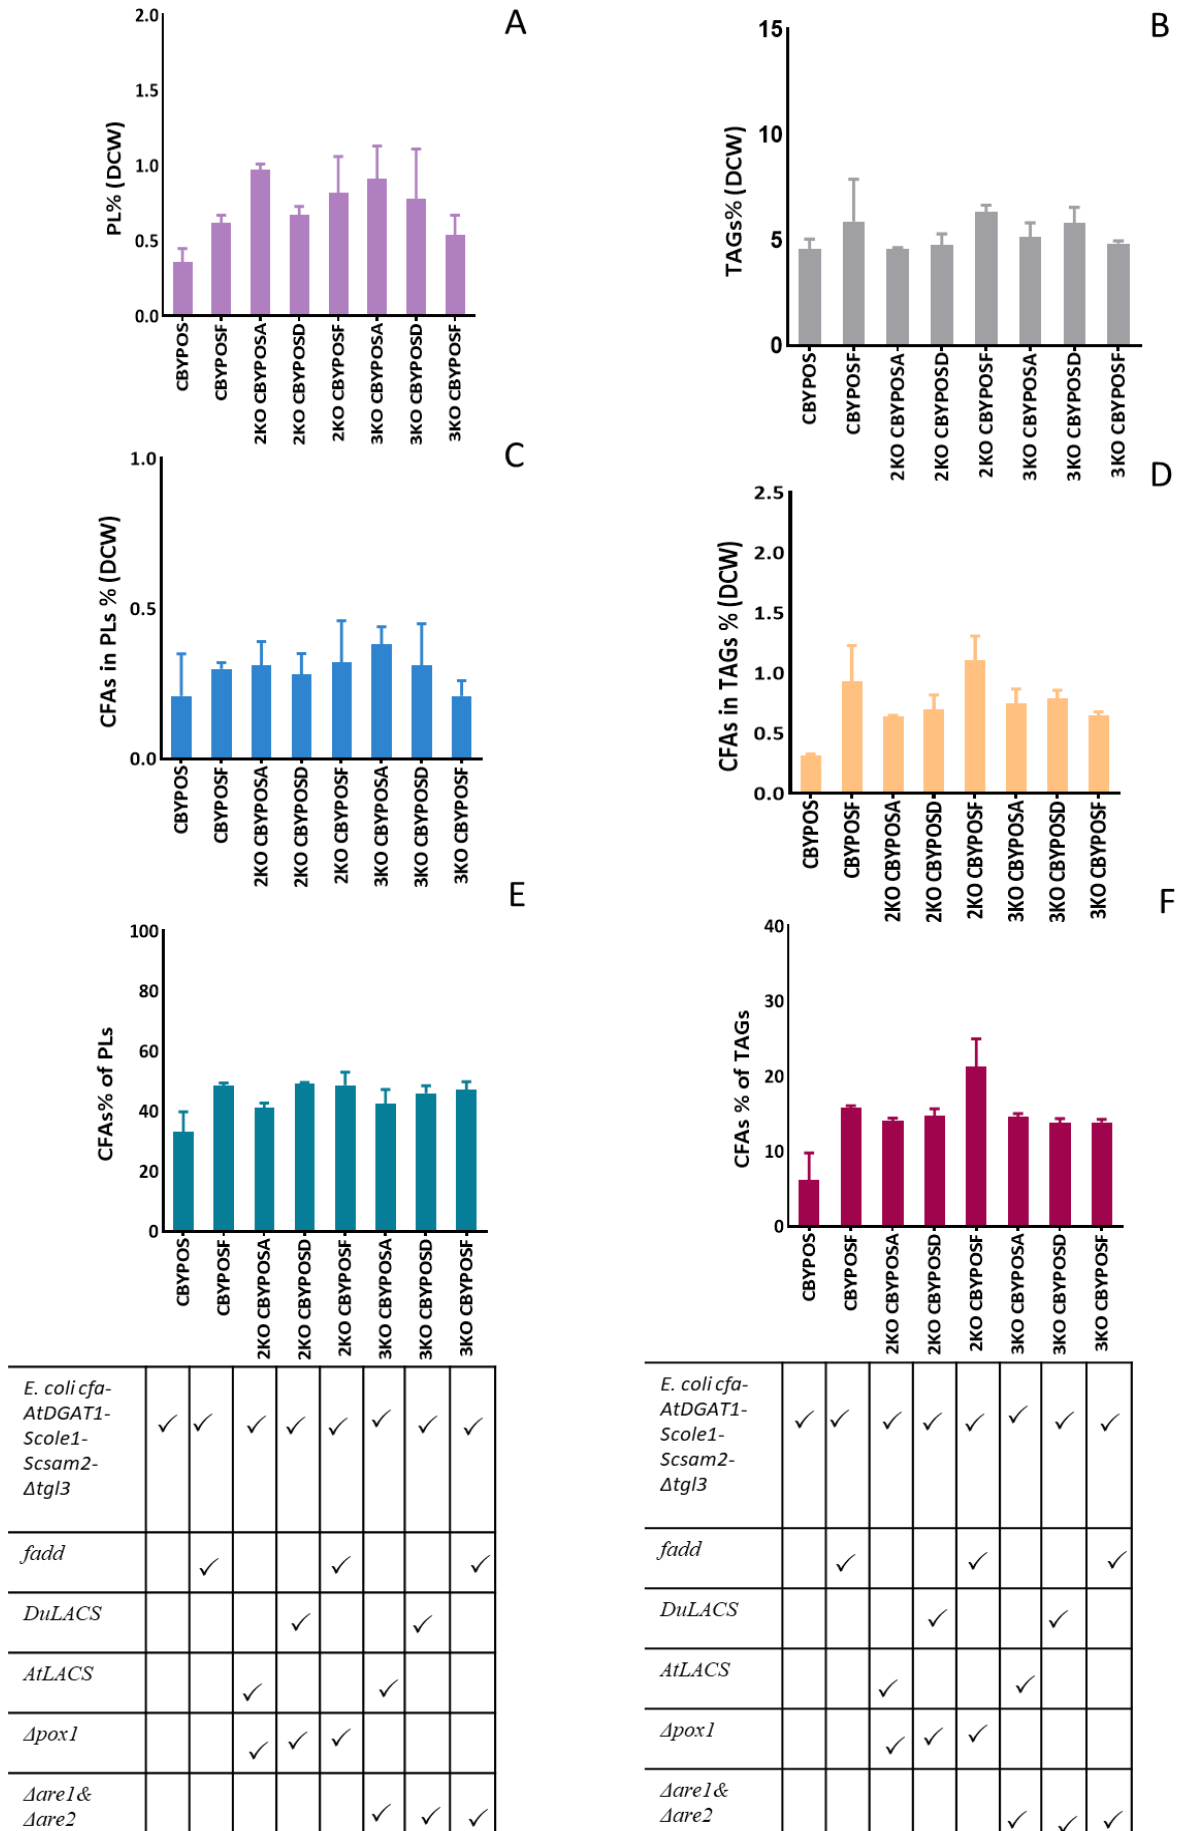 A
PL% (DCW)
2.0
1.5
1.0
0.5
0.0
CBYPOS
CBYPOSF
2KO CBYPOSA
2KO CBYPOSD
2KO CBYPOSF
3KO CBYPOSA
3KO CBYPOSD
3KO CBYPOSF
B
TAGs% (DCW)
15
10
5
0
CBYPOS
CBYPOSF
2KO CBYPOSA
2KO CBYPOSD
2KO CBYPOSF
3KO CBYPOSA
3KO CBYPOSD
3KO CBYPOSF
C
CFAs in PLs % (DCW)
1.0
0.5
0.0
CBYPOS
CBYPOSF
2KO CBYPOSA
2KO CBYPOSD
2KO CBYPOSF
3KO CBYPOSA
3KO CBYPOSD
3KO CBYPOSF
D
CFAs in TAGs % (DCW)
2.5
2.0
1.5
1.0
0.5
0.0
CBYPOS
CBYPOSF
2KO CBYPOSA
2KO CBYPOSD
2KO CBYPOSF
3KO CBYPOSA
3KO CBYPOSD
3KO CBYPOSF
E
CFAs% of PLs
100
80
60
40
20
0
CBYPOS
CBYPOSF
2KO CBYPOSA
2KO CBYPOSD
2KO CBYPOSF
3KO CBYPOSA
3KO CBYPOSD
3KO CBYPOSF
F
CFAs % of TAGs
40
30
20
10
0
CBYPOS
CBYPOSF
2KO CBYPOSA
2KO CBYPOSD
2KO CBYPOSF
3KO CBYPOSA
3KO CBYPOSD
3KO CBYPOSF
E. coli cfa-
AtDGAT1-
Scole1-
Scsam2-
Δtgl3
✓ ✓ ✓ ✓ ✓ ✓ ✓ ✓
fadd
✓ ✓ ✓
DuLACS
✓ ✓
AtLACS
✓ ✓
Δpox1
✓ ✓ ✓
Δare1&
Δare2
✓ ✓ ✓
E. coli cfa-
AtDGAT1-
Scole1-
Scsam2-
Δtgl3
✓ ✓ ✓ ✓ ✓ ✓ ✓ ✓
fadd
✓ ✓ ✓
DuLACS
✓ ✓
AtLACS
✓ ✓
Δpox1
✓ ✓ ✓
Δare1&
Δare2
✓ ✓ ✓